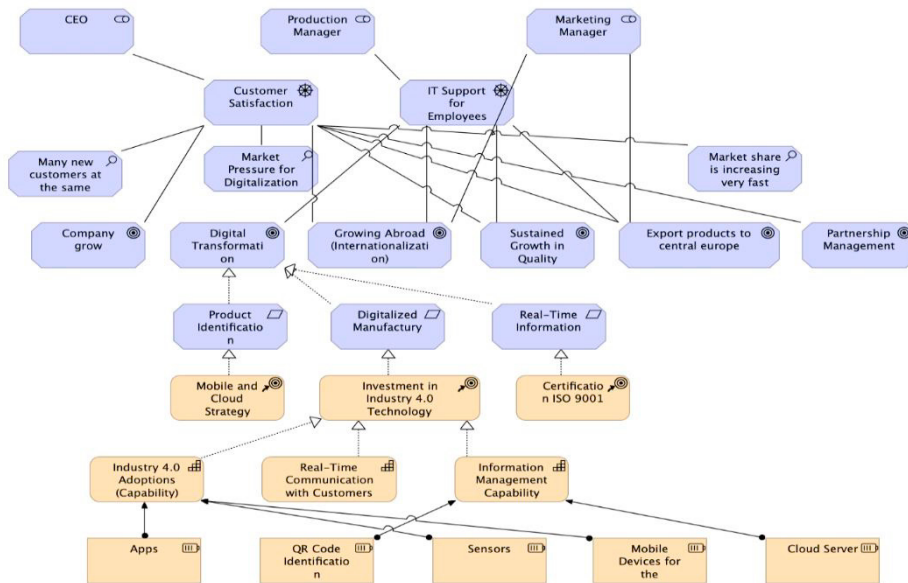 CEO
Production
Manager
Marketing
Manager
Customer
Satisfaction
IT Support
for
Employees
Many new
customers at
the same
Market
Pressure for
Digitalization
Market share
is increasing
very fast
Company
grow
Digital
Transformati
on
Growing Abroad
(Internationalizati
on)
Sustained
Growth in
Quality
Export products to
central europe
Partnership
Management
Product
Identificatio
n
Digitalized
Manufactury
Real-Time
Information
Mobile and
Cloud
Strategy
Investment in
Industry 4.0
Technology
Certificatio
n ISO 9001
Industry 4.0
Adoptions
(Capability)
Real-Time
Communication
with Customers
Information
Management
Capability
Apps
QR Code
Identificatio
n
Sensors
Mobile
Devices for
the
Cloud Server